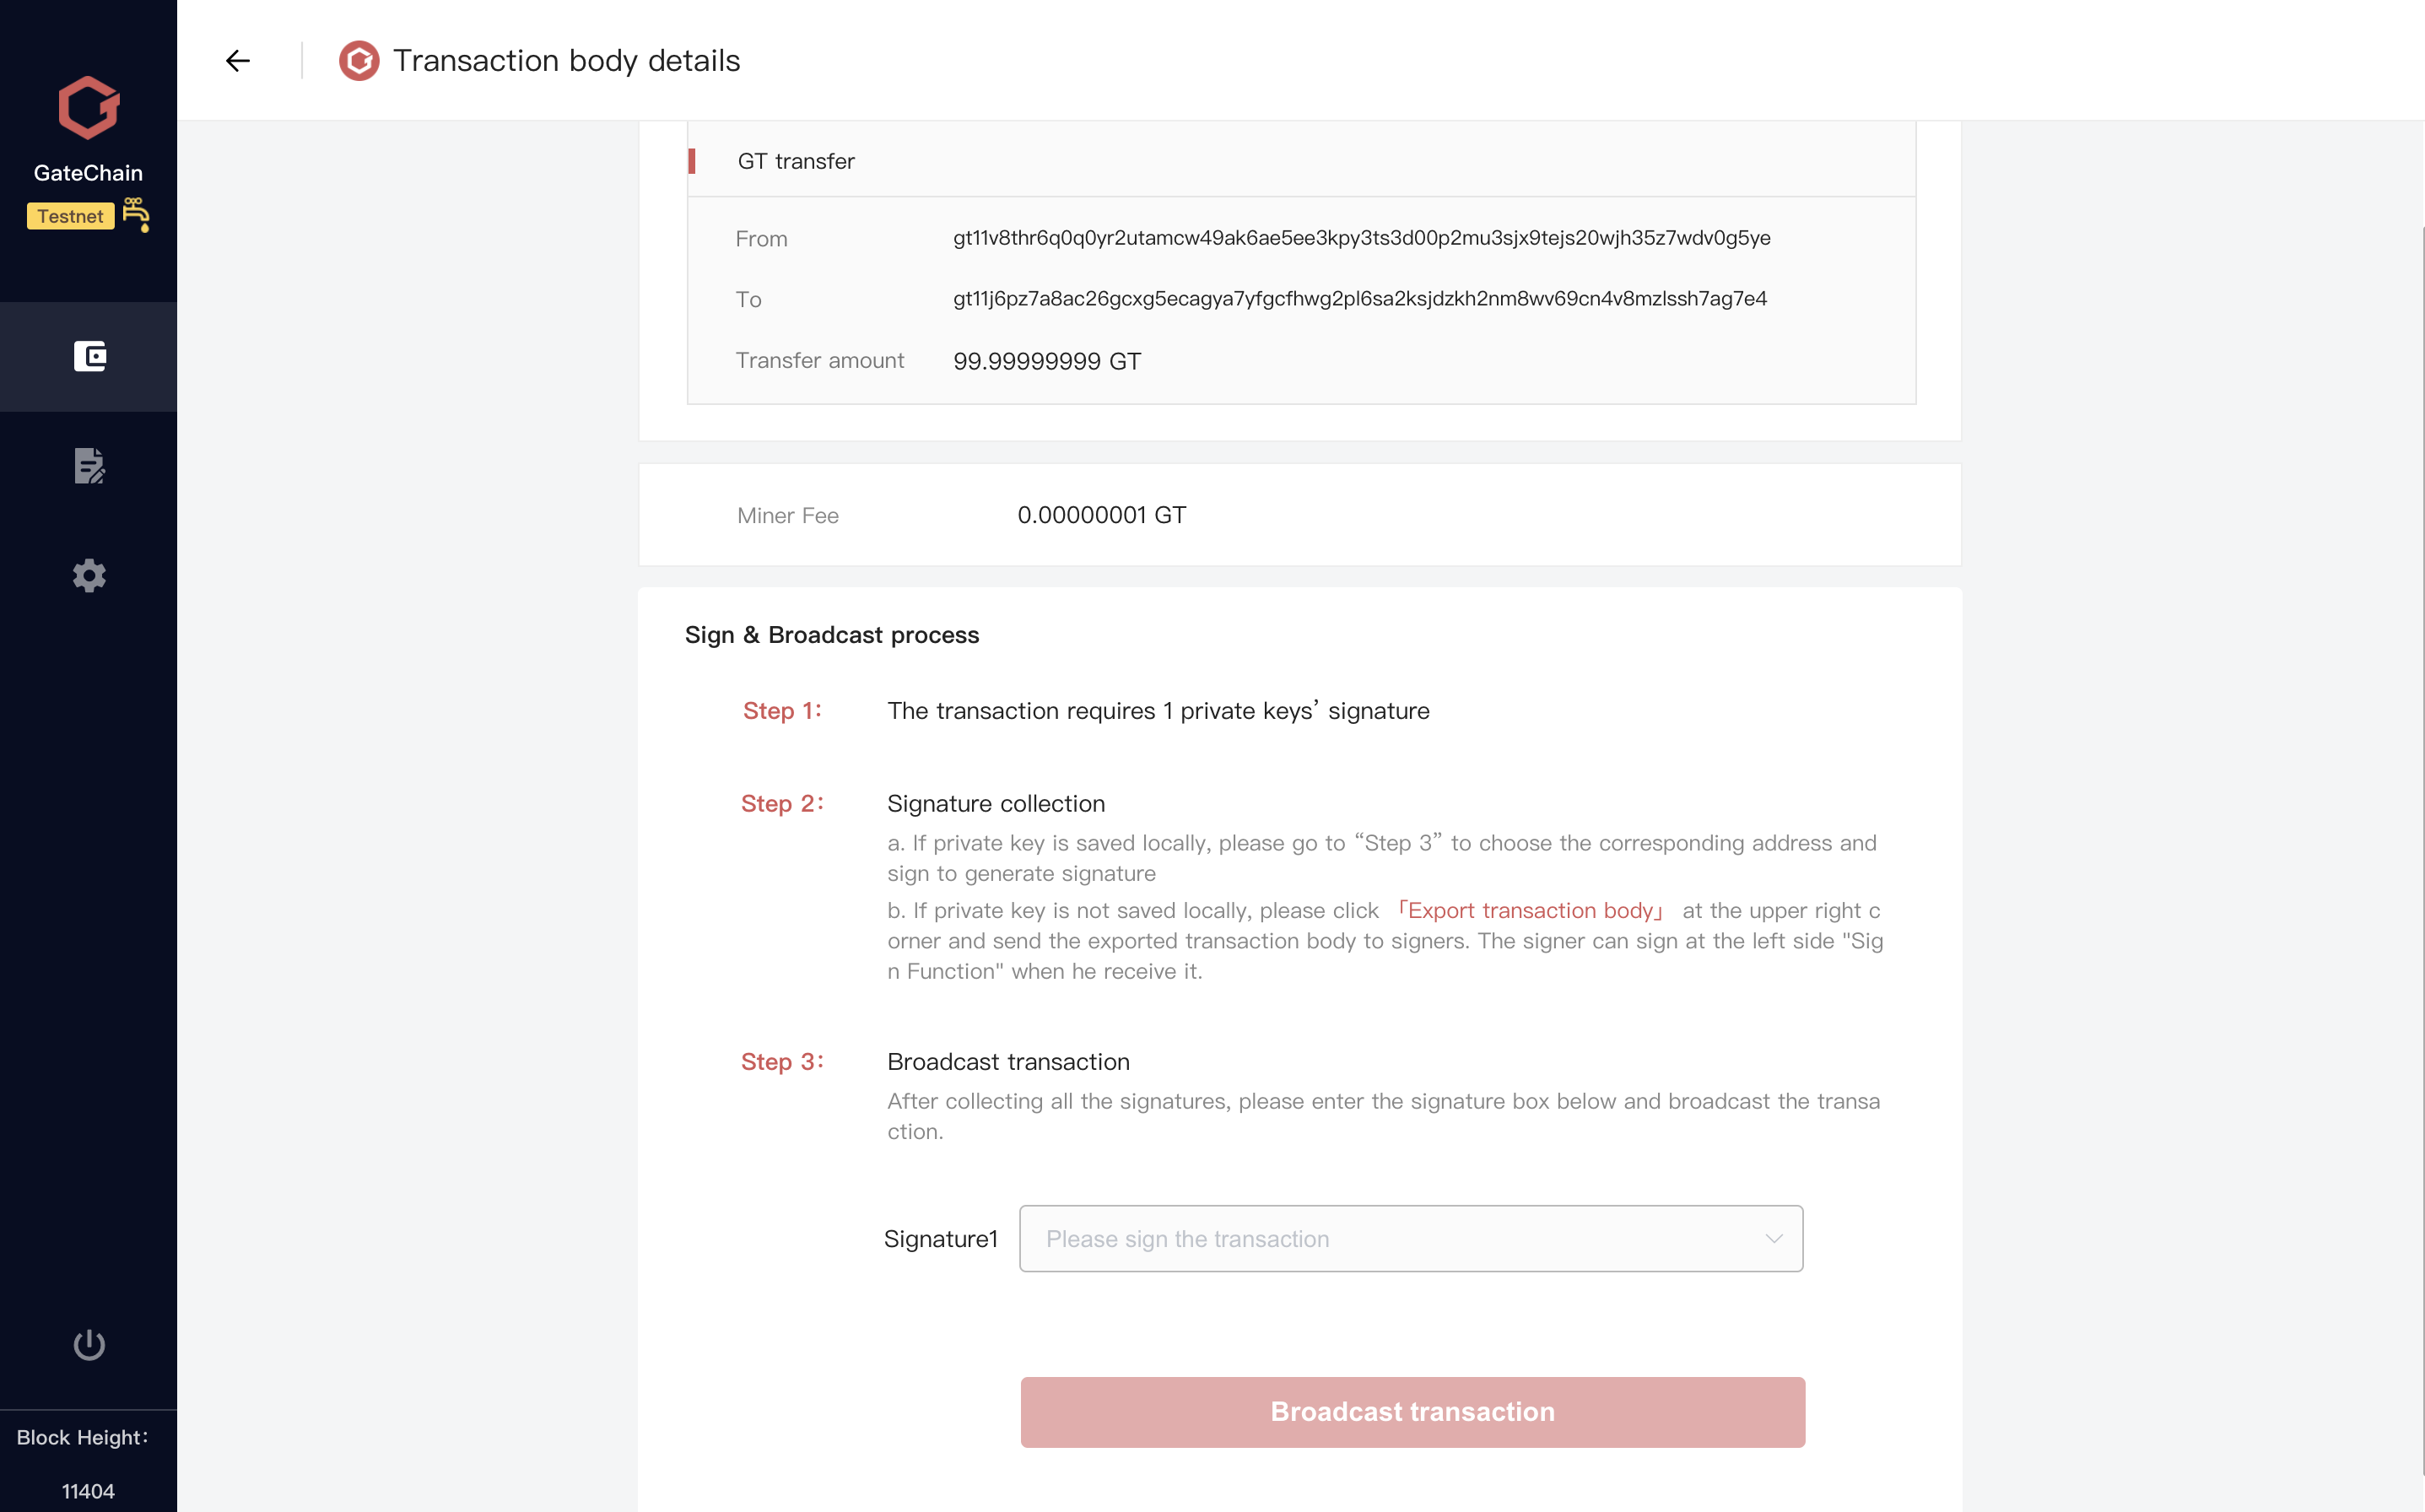 Transaction body details
GateChain
Testnet
GT transfer
From gt11v8thr6q0q0yr2utamcw49ak6ae5ee3kpy3ts3d00p2mu3sjx9tejs20wjh35z7wdv0g5ye
To gt11j6pz7a8ac26gcxg5ecagya7yfgcfhwg2pl6sa2ksjdzkh2nm8wv69cn4v8mzlssh7ag7e4
Transfer amount 99.99999999 GT
Miner Fee 0.00000001 GT
Sign & Broadcast process
Step 1: The transaction requires 1 private keys’ signature
Step 2: Signature collection
a. If private key is saved locally, please go to “Step 3” to choose the corresponding address and
sign to generate signature
b. If private key is not saved locally, please click 「Export transaction body」 at the upper right c
orner and send the exported transaction body to signers. The signer can sign at the left side "Sig
n Function" when he receive it.
Step 3: Broadcast transaction
After collecting all the signatures, please enter the signature box below and broadcast the transa
ction.
Signature1 Please sign the transaction
Broadcast transaction
Block Height:
11404